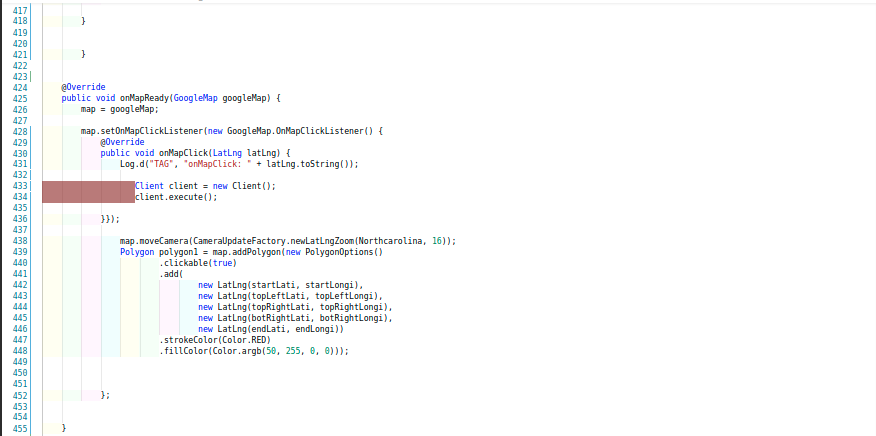 417
418 }
419
420
421 }
422
423
424 @Override
425 public void onMapReady(GoogleMap googleMap) {
426 map = googleMap;
427
428 map.setOnMapClickListener(new GoogleMap.OnMapClickListener() {
429 @Override
430 public void onMapClick(LatLng latLng) {
431 Log.d("TAG", "onMapClick: " + latLng.toString());
432
433 Client client = new Client();
434 client.execute();
435
436 }});
437
438 map.moveCamera(CameraUpdateFactory.newLatLngZoom(Northcarolina, 16));
439 Polygon polygon1 = map.addPolygon(new PolygonOptions()
440 .clickable(true)
441 .add(
442 new LatLng(startLati, startLongi),
443 new LatLng(topLeftLati, topLeftLongi),
444 new LatLng(topRightLati, topRightLongi),
445 new LatLng(botRightLati, botRightLongi),
446 new LatLng(endLati, endLongi))
447 .strokeColor(Color.RED)
448 .fillColor(Color.argb(50, 255, 0, 0)));
449
450
451
452 };
453
454
455 }